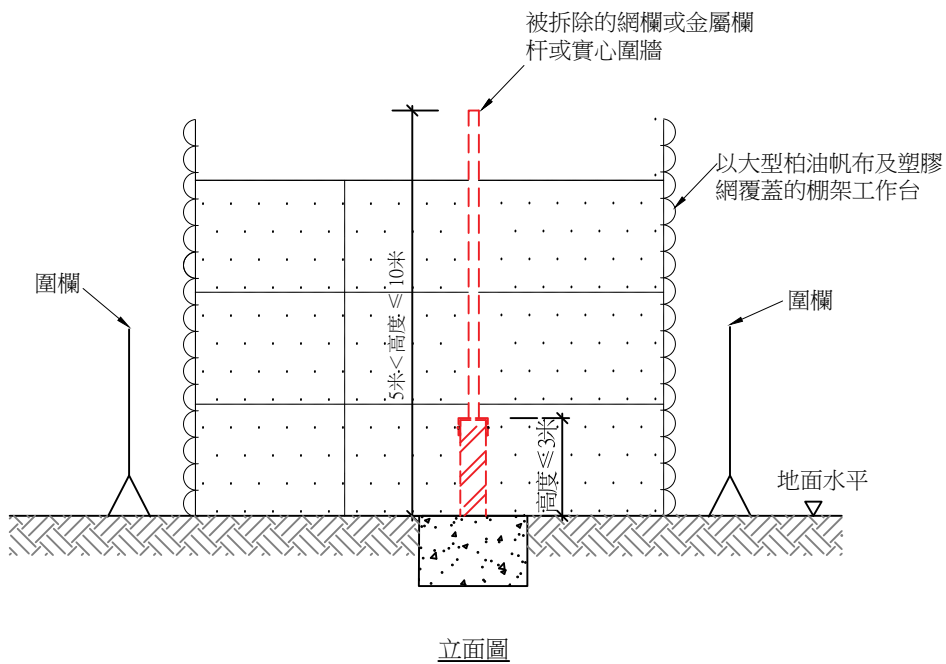 被拆除的網欄或金屬欄
杆或實心圍牆
以大型柏油帆布及塑膠
網覆蓋的棚架工作台
圍欄
圍欄
5米<高度≤10米
高度≤3米
地面水平
立面圖